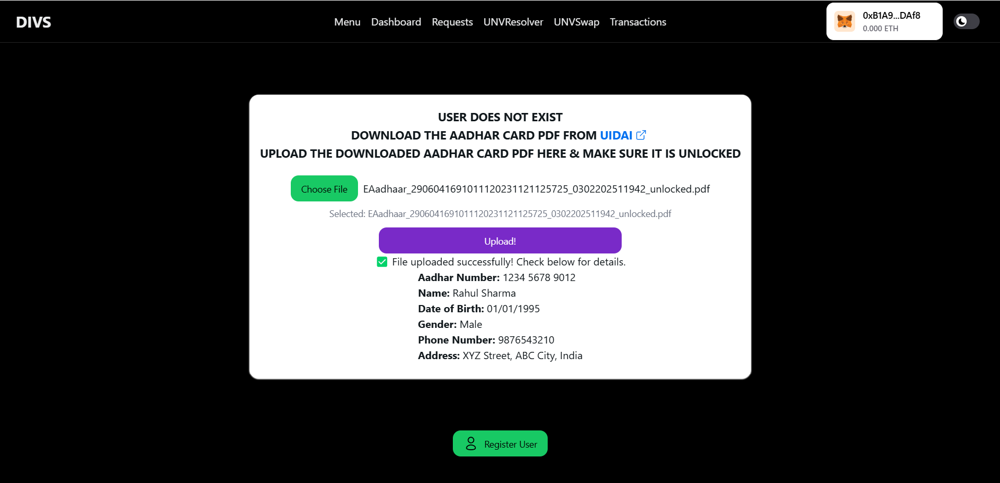 DIVS
Menu Dashboard Requests UNVResolver UNVSwap Transactions
0xB1A9...DAf8
0.000 ETH
USER DOES NOT EXIST
DOWNLOAD THE AADHAR CARD PDF FROM UIDAI
UPLOAD THE DOWNLOADED AADHAR CARD PDF HERE & MAKE SURE IT IS UNLOCKED
Choose File EAadhaar_2906041691011120231121125725_0302202511942_unlocked.pdf
Selected: EAadhaar_2906041691011120231121125725_0302202511942_unlocked.pdf
Upload!
File uploaded successfully! Check below for details.
Aadhar Number: 1234 5678 9012
Name: Rahul Sharma
Date of Birth: 01/01/1995
Gender: Male
Phone Number: 9876543210
Address: XYZ Street, ABC City, India
Register User